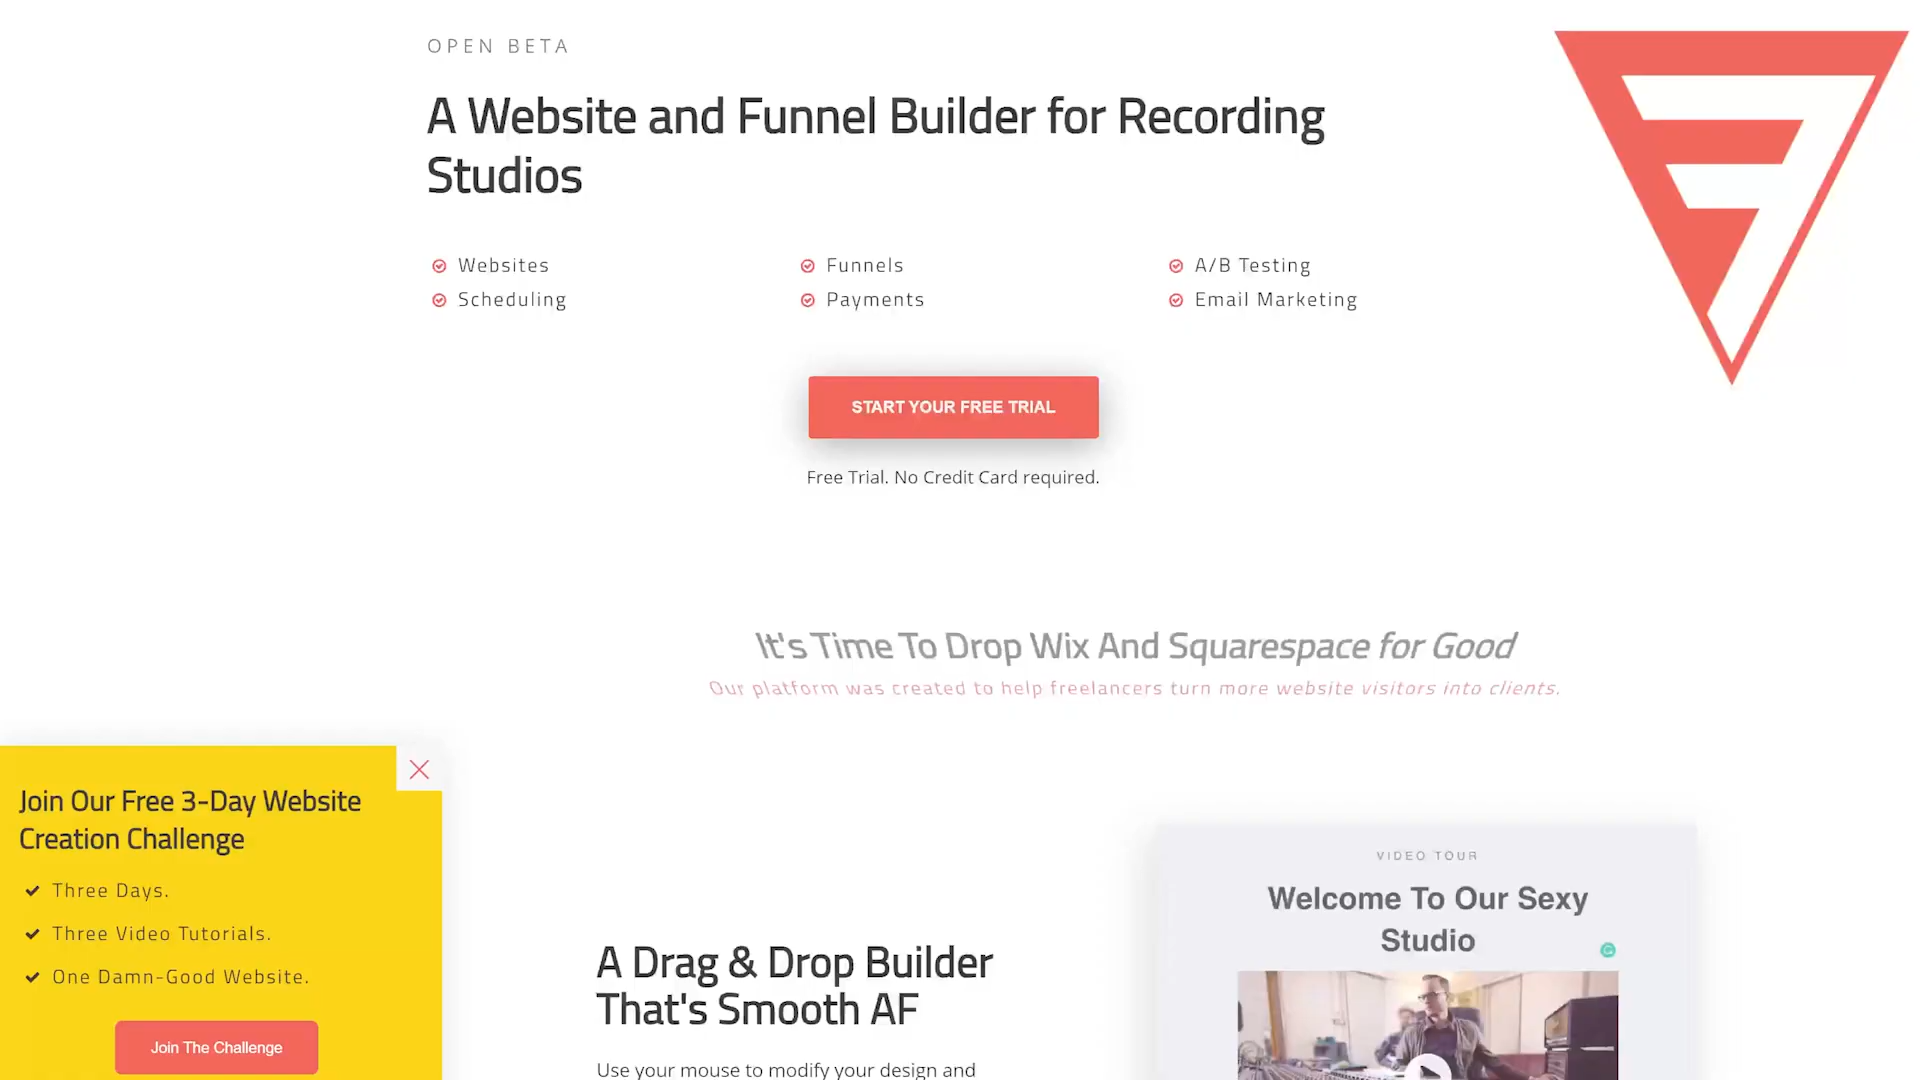 OPEN BETA
A Website and Funnel Builder for Recording
Studios
Websites
Funnels
A/B Testing
Scheduling
Payments
Email Marketing
START YOUR FREE TRIAL
Free Trial. No Credit Card required.
It's Time To Drop Wix And Squarespace for Good
Our platform was created to help freelancers turn more website visitors into clients.
Join Our Free 3-Day Website
Creation Challenge
Three Days.
Three Video Tutorials.
One Damn-Good Website.
Join The Challenge
A Drag & Drop Builder
That's Smooth AF
Use your mouse to modify your design and
VIDEO TOUR
Welcome To Our Sexy
Studio